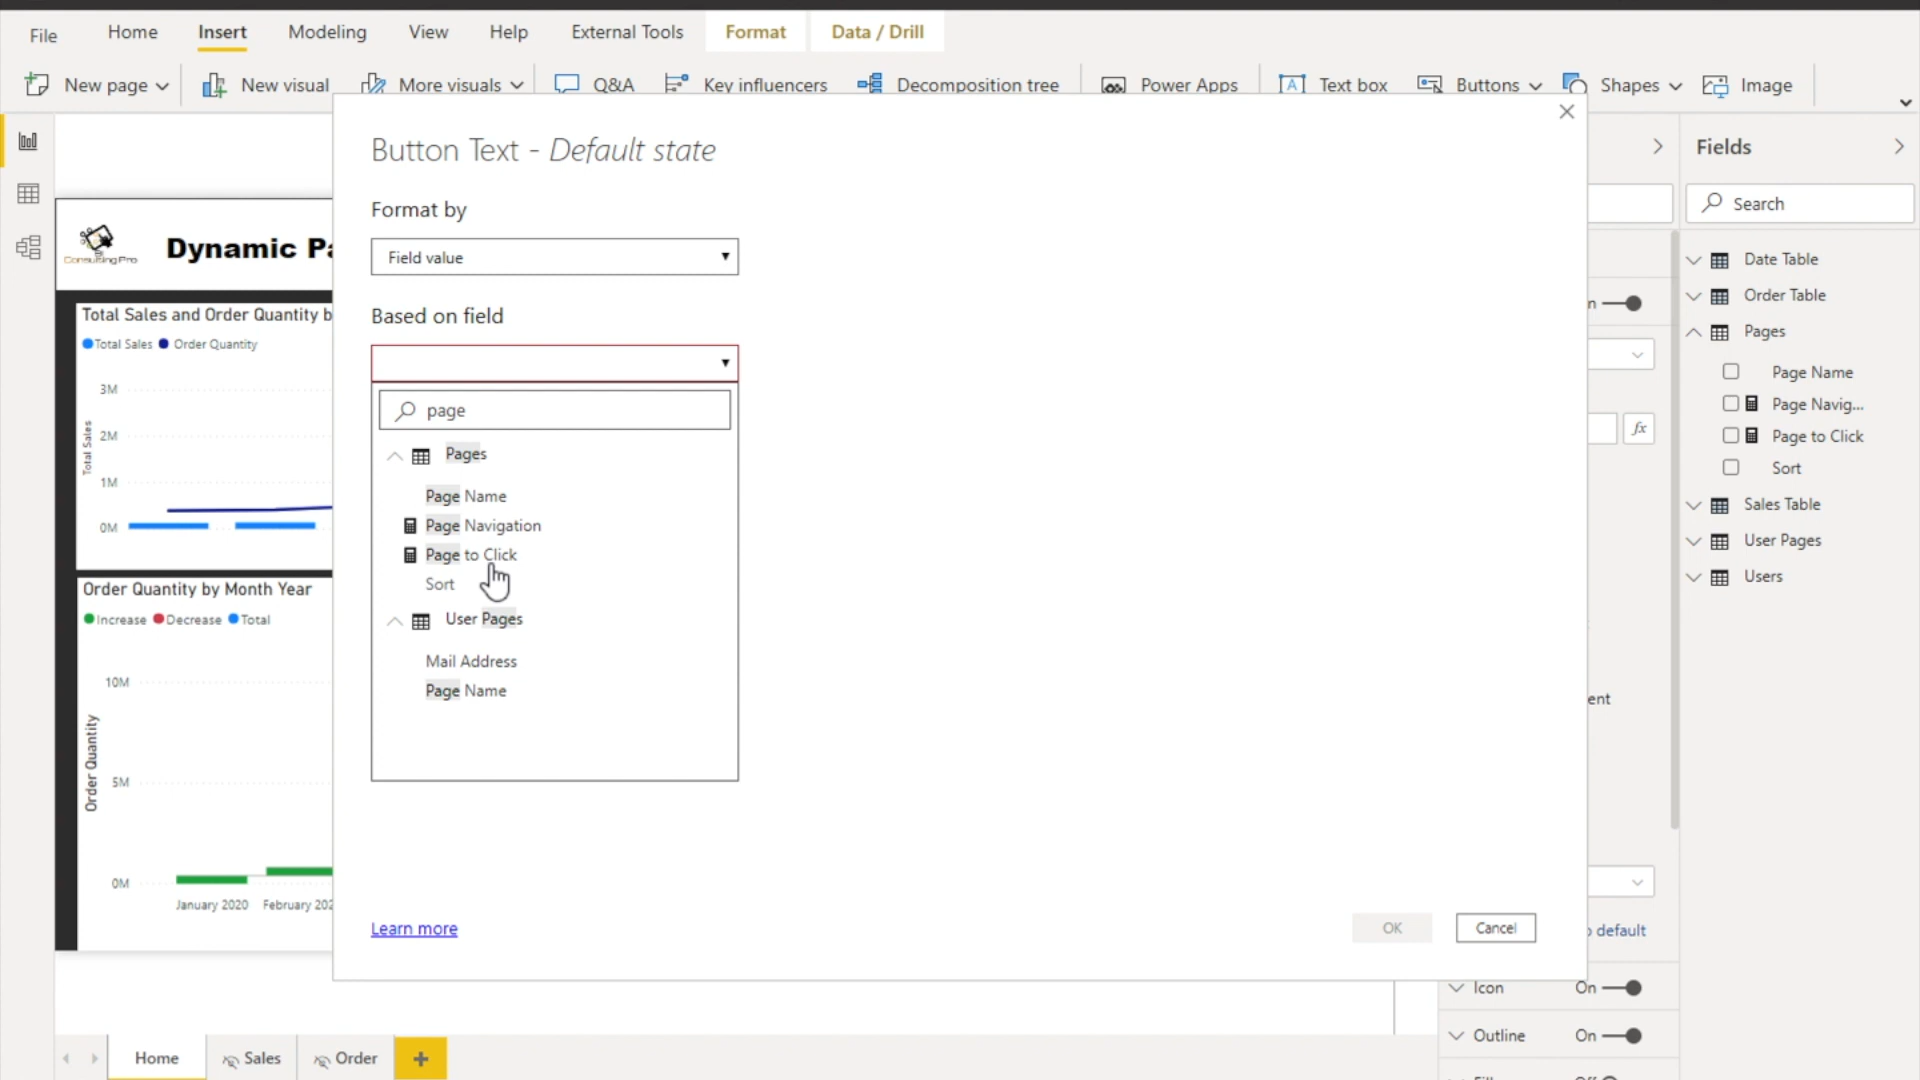 File Home Insert Modeling View Help External Tools Format Data / Drill
New page New visual More visuals Q&A Key influencers Decomposition tree Power Apps Text box Buttons Shapes Image
Button Text - Default state
Format by
Field value
Based on field
page
Pages
Page Name
Page Navigation
Page to Click
Sort
User Pages
Mail Address
Page Name
Learn more
OK
Cancel
Consulting Pro
Dynamic Pa
Total Sales and Order Quantity b
Total Sales Order Quantity
3M
2M
1M
0M
Total Sales
Order Quantity by Month Year
Increase Decrease Total
10M
5M
0M
Order Quantity
January 2020 February 202
Fields
Search
Date Table
Order Table
Pages
Page Name
Page Navig...
Page to Click
Sort
Sales Table
User Pages
Users
n
fx
ent
o default
Icon On
Outline On
Home Sales Order +